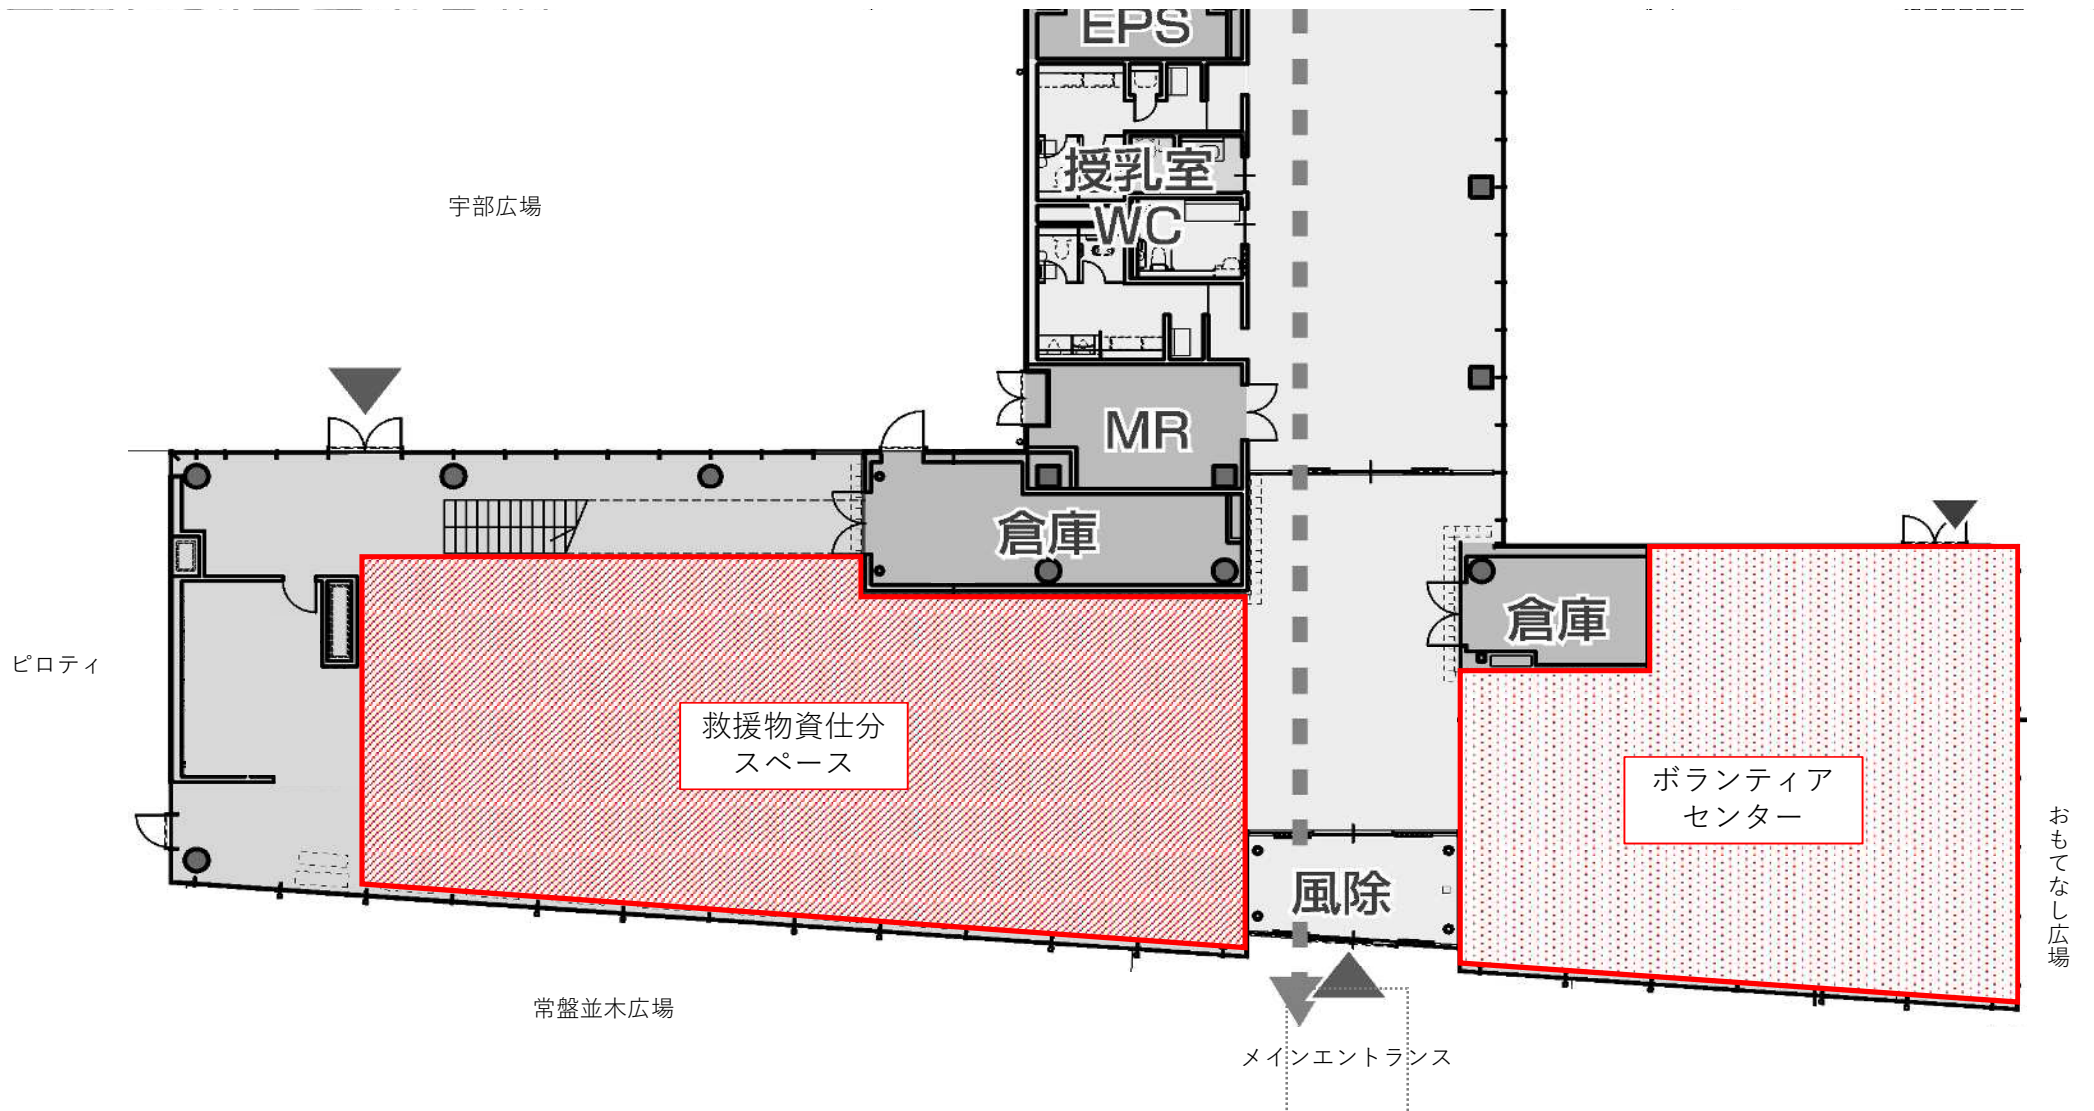 EPS
授乳室
WC
宇部広場
MR
倉庫
倉庫
ピロティ
救援物資仕分
スペース
ボランティア
センター
おもてなし広場
風除
常盤並木広場
メインエントランス